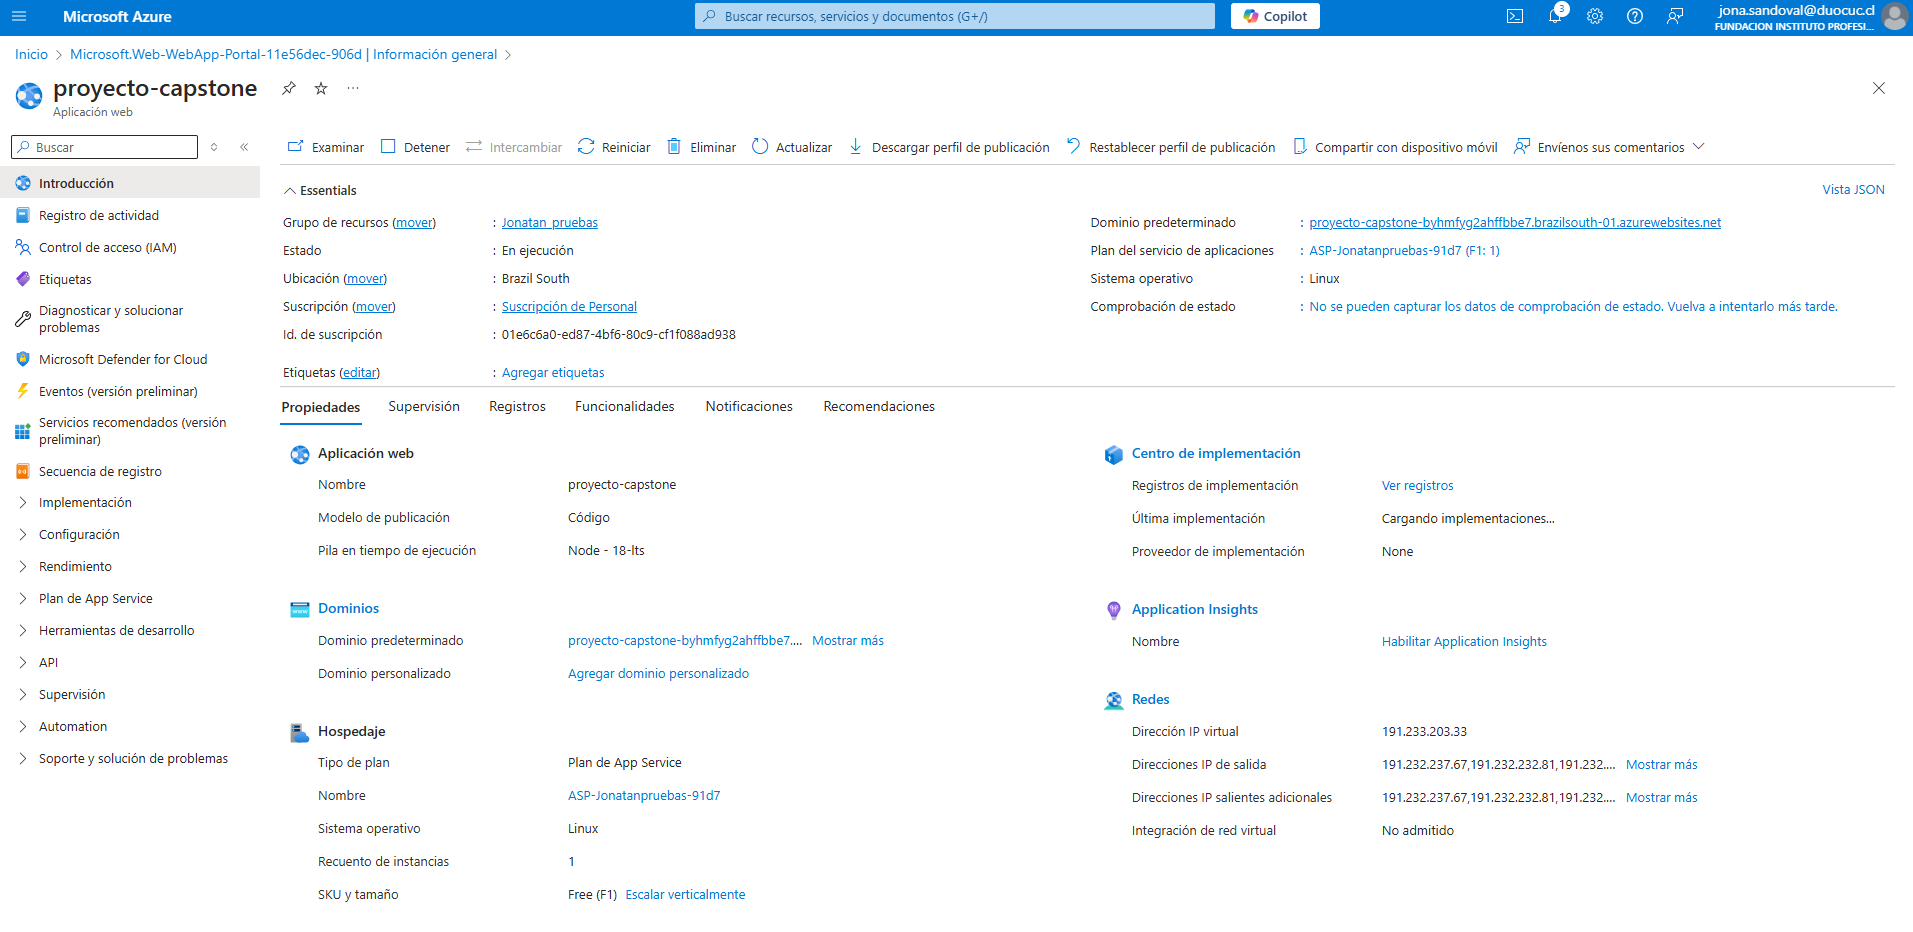 Microsoft Azure
Buscar recursos, servicios y documentos (G+/)
Copilot
3
jona.sandoval@duocuc.cl
FUNDACION INSTITUTO PROFESI...
Inicio > Microsoft.Web-WebApp-Portal-11e56dec-906d | Información general >
proyecto-capstone
Aplicación web
Buscar
Introducción
Registro de actividad
Control de acceso (IAM)
Etiquetas
Diagnosticar y solucionar
problemas
Microsoft Defender for Cloud
Eventos (versión preliminar)
Servicios recomendados (versión
preliminar)
Secuencia de registro
Implementación
Configuración
Rendimiento
Plan de App Service
Herramientas de desarrollo
API
Supervisión
Automation
Soporte y solución de problemas
Examinar Detener Intercambiar Reiniciar Eliminar Actualizar Descargar perfil de publicación Restablecer perfil de publicación Compartir con dispositivo móvil Envíenos sus comentarios
Essentials
Vista JSON
Grupo de recursos (mover) : Jonatan_pruebas
Estado : En ejecución
Ubicación (mover) : Brazil South
Suscripción (mover) : Suscripción de Personal
Id. de suscripción : 01e6c6a0-ed87-4bf6-80c9-cf1f088ad938
Etiquetas (editar) : Agregar etiquetas
Dominio predeterminado : proyecto-capstone-byhmfyg2ahffbbe7.brazilsouth-01.azurewebsites.net
Plan del servicio de aplicaciones : ASP-Jonatanpruebas-91d7 (F1: 1)
Sistema operativo : Linux
Comprobación de estado : No se pueden capturar los datos de comprobación de estado. Vuelva a intentarlo más tarde.
Propiedades Supervisión Registros Funcionalidades Notificaciones Recomendaciones
Aplicación web
Nombre proyecto-capstone
Modelo de publicación Código
Pila en tiempo de ejecución Node - 18-lts
Dominios
Dominio predeterminado proyecto-capstone-byhmfyg2ahffbbe7.... Mostrar más
Dominio personalizado Agregar dominio personalizado
Hospedaje
Tipo de plan Plan de App Service
Nombre ASP-Jonatanpruebas-91d7
Sistema operativo Linux
Recuento de instancias 1
SKU y tamaño Free (F1) Escalar verticalmente
Centro de implementación
Registros de implementación Ver registros
Última implementación Cargando implementaciones...
Proveedor de implementación None
Application Insights
Nombre Habilitar Application Insights
Redes
Dirección IP virtual 191.233.203.33
Direcciones IP de salida 191.232.237.67,191.232.232.81,191.232.... Mostrar más
Direcciones IP salientes adicionales 191.232.237.67,191.232.232.81,191.232.... Mostrar más
Integración de red virtual No admitido